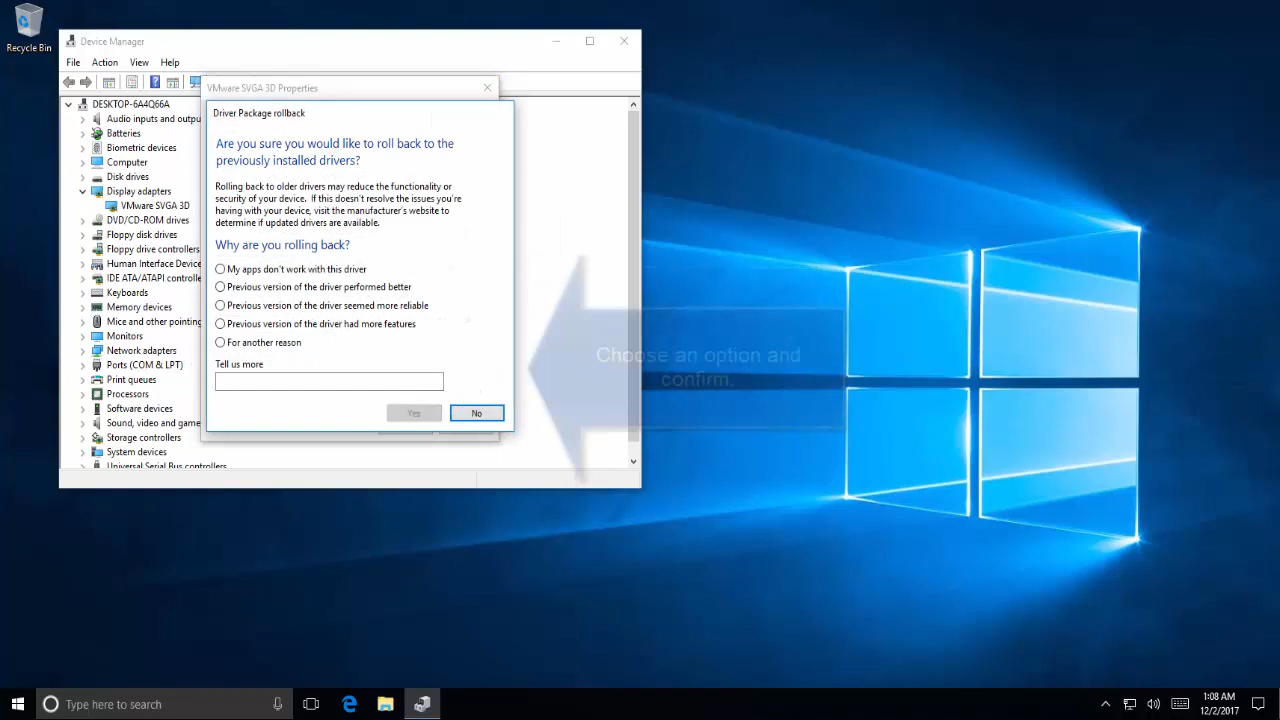 Recycle Bin
Device Manager
File Action View Help
VMware SVGA 3D Properties
DESKTOP-6A4Q66A
Audio inputs and outpu
Batteries
Biometric devices
Computer
Disk drives
Display adapters
VMware SVGA 3D
DVD/CD-ROM drives
Floppy disk drives
Floppy drive controllers
Human Interface Device
IDE ATA/ATAPI controlle
Keyboards
Memory devices
Mice and other pointing
Monitors
Network adapters
Ports (COM & LPT)
Print queues
Processors
Software devices
Sound, video and game
Storage controllers
System devices
Universal Serial Bus controllers
Driver Package rollback
Are you sure you would like to roll back to the
previously installed drivers?
Rolling back to older drivers may reduce the functionality or
security of your device. If this doesn't resolve the issues you're
having with your device, visit the manufacturer's website to
determine if updated drivers are available.
Why are you rolling back?
My apps don't work with this driver
Previous version of the driver performed better
Previous version of the driver seemed more reliable
Previous version of the driver had more features
For another reason
Tell us more
Yes No
Choose an option and
confirm.
Type here to search
1:08 AM
12/2/2017